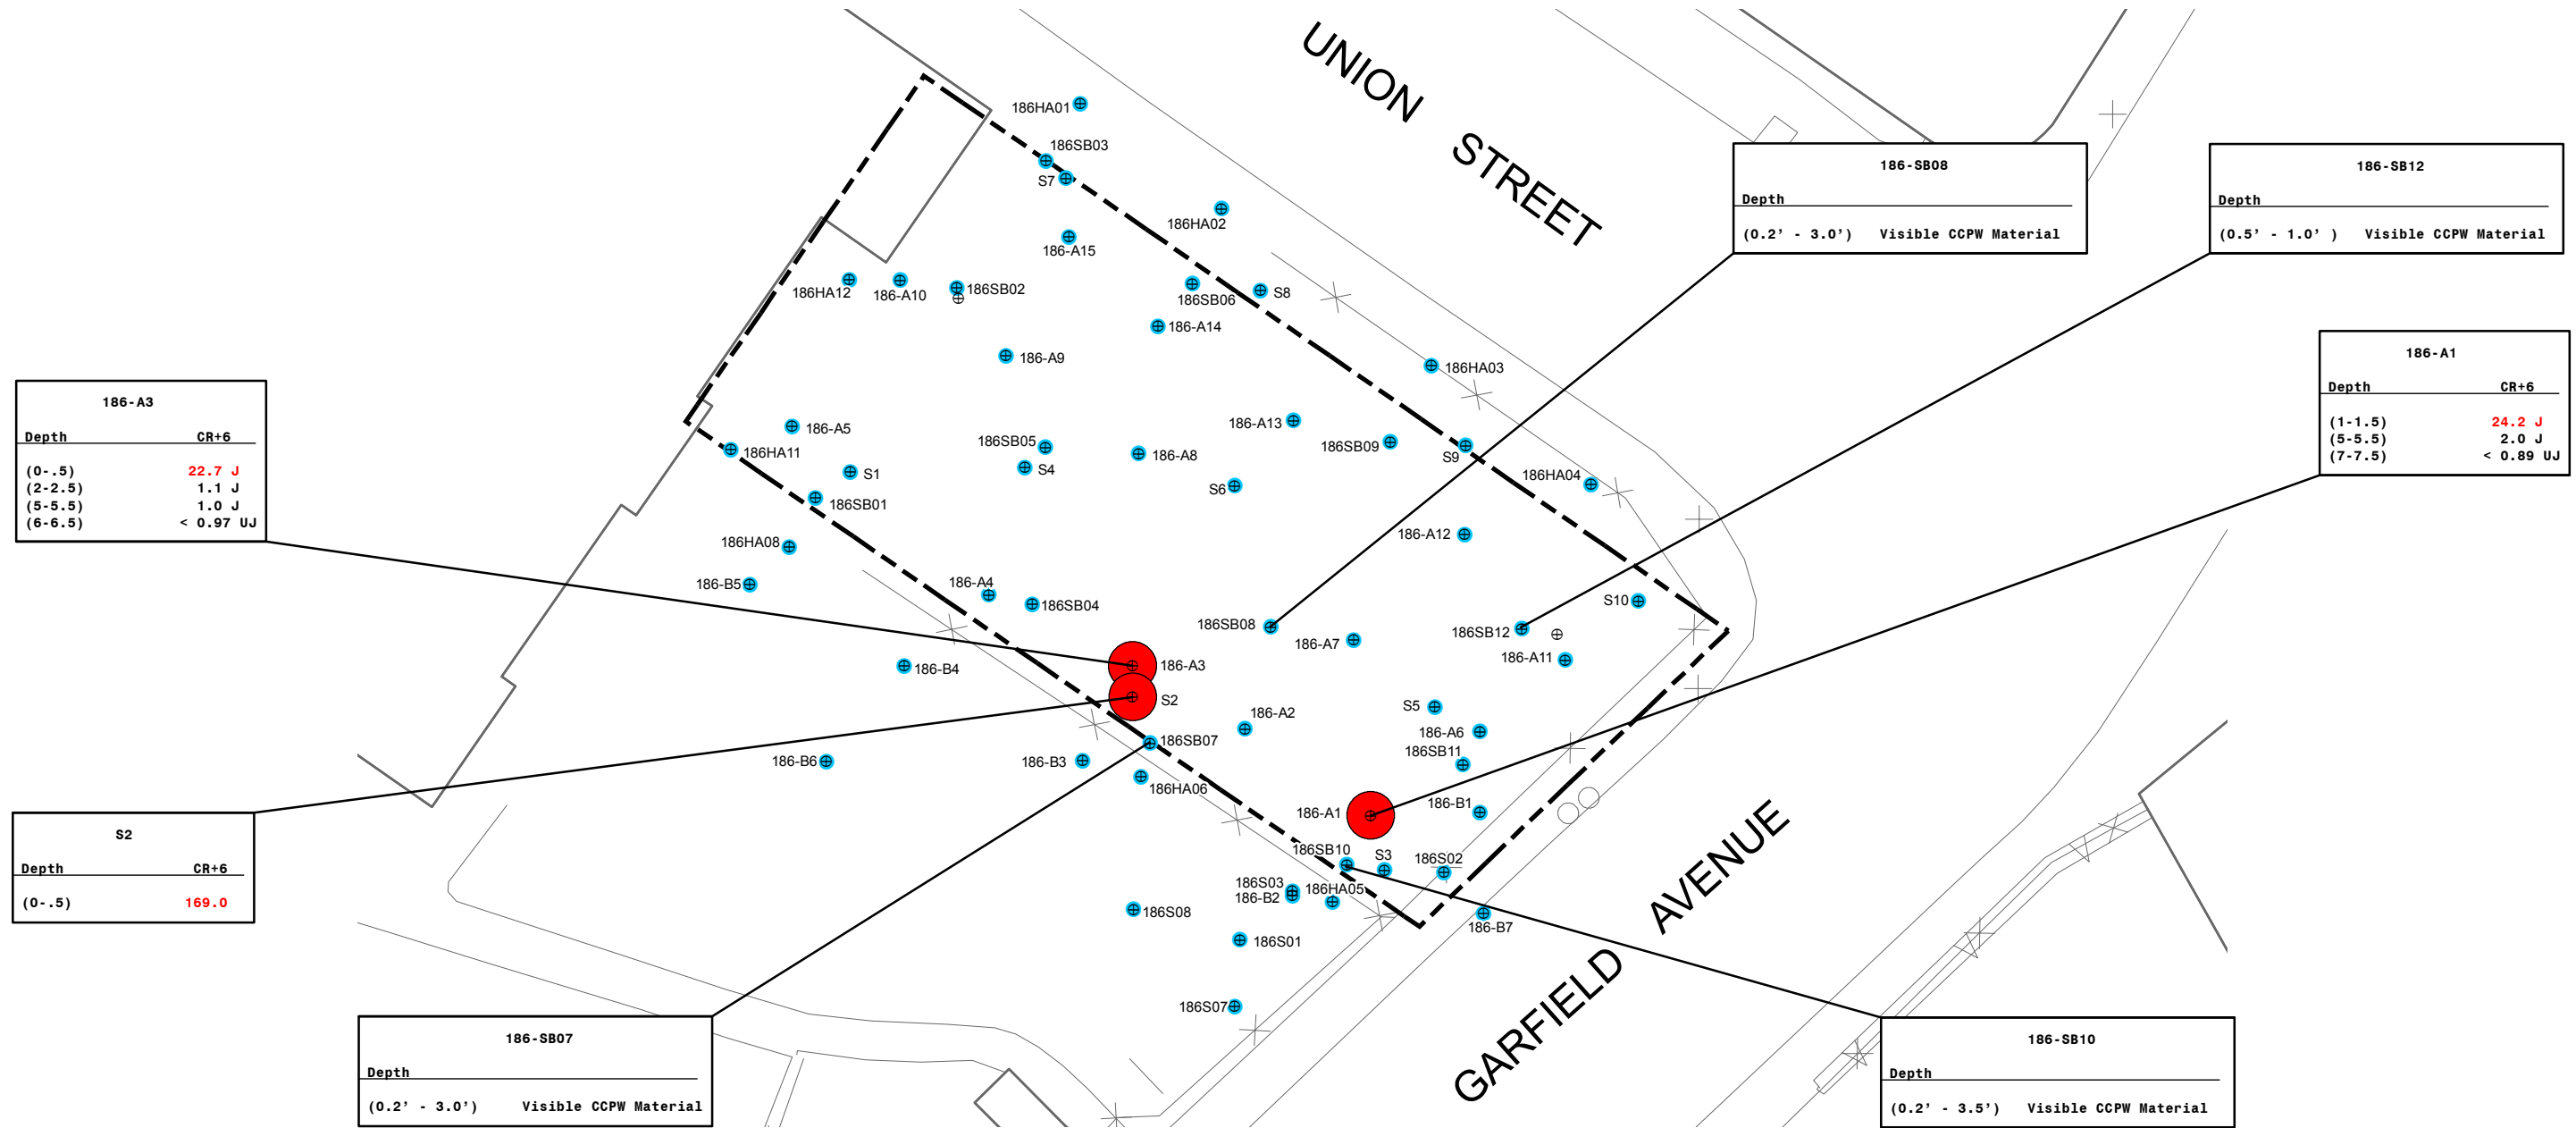 UNION STREET
186HA01
186SB03
S7
186HA02
186-A15
186HA12
186-A10
186SB02
186SB06
S8
186-A14
186-A9
186HA03
186-SB08
Depth
(0.2' - 3.0') Visible CCPW Material
186-SB12
Depth
(0.5' - 1.0' ) Visible CCPW Material
186-A1
Depth CR+6
(1-1.5) 24.2 J
(5-5.5) 2.0 J
(7-7.5) < 0.89 UJ
186-A3
Depth CR+6
(0-.5) 22.7 J
(2-2.5) 1.1 J
(5-5.5) 1.0 J
(6-6.5) < 0.97 UJ
186-A5
186HA11
S1
186SB01
186SB05
S4
186-A8
186-A13
S6
186SB09
S9
186HA04
186-A12
186HA08
186-B5
186-A4
186SB04
186SB08
186-A7
186SB12
S10
186-A11
186-B4
186-A3
S2
186-A2
S5
186-A6
186SB11
186SB07
186-B6
186-B3
186HA06
186-A1
186-B1
186SB10
S3
186S02
186S03
186-B2
186HA05
186S08
186S01
186-B7
186S07
GARFIELD AVENUE
S2
Depth CR+6
(0-.5) 169.0
186-SB07
Depth
(0.2' - 3.0') Visible CCPW Material
186-SB10
Depth
(0.2' - 3.5') Visible CCPW Material